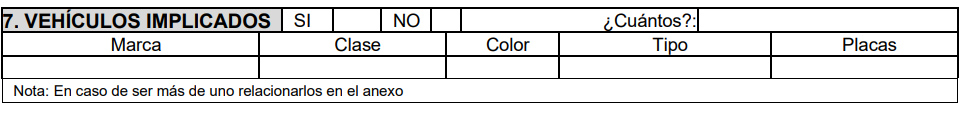 7. VEHÍCULOS IMPLICADOS SI NO ¿Cuántos?:
Marca Clase Color Tipo Placas
Nota: En caso de ser más de uno relacionarlos en el anexo